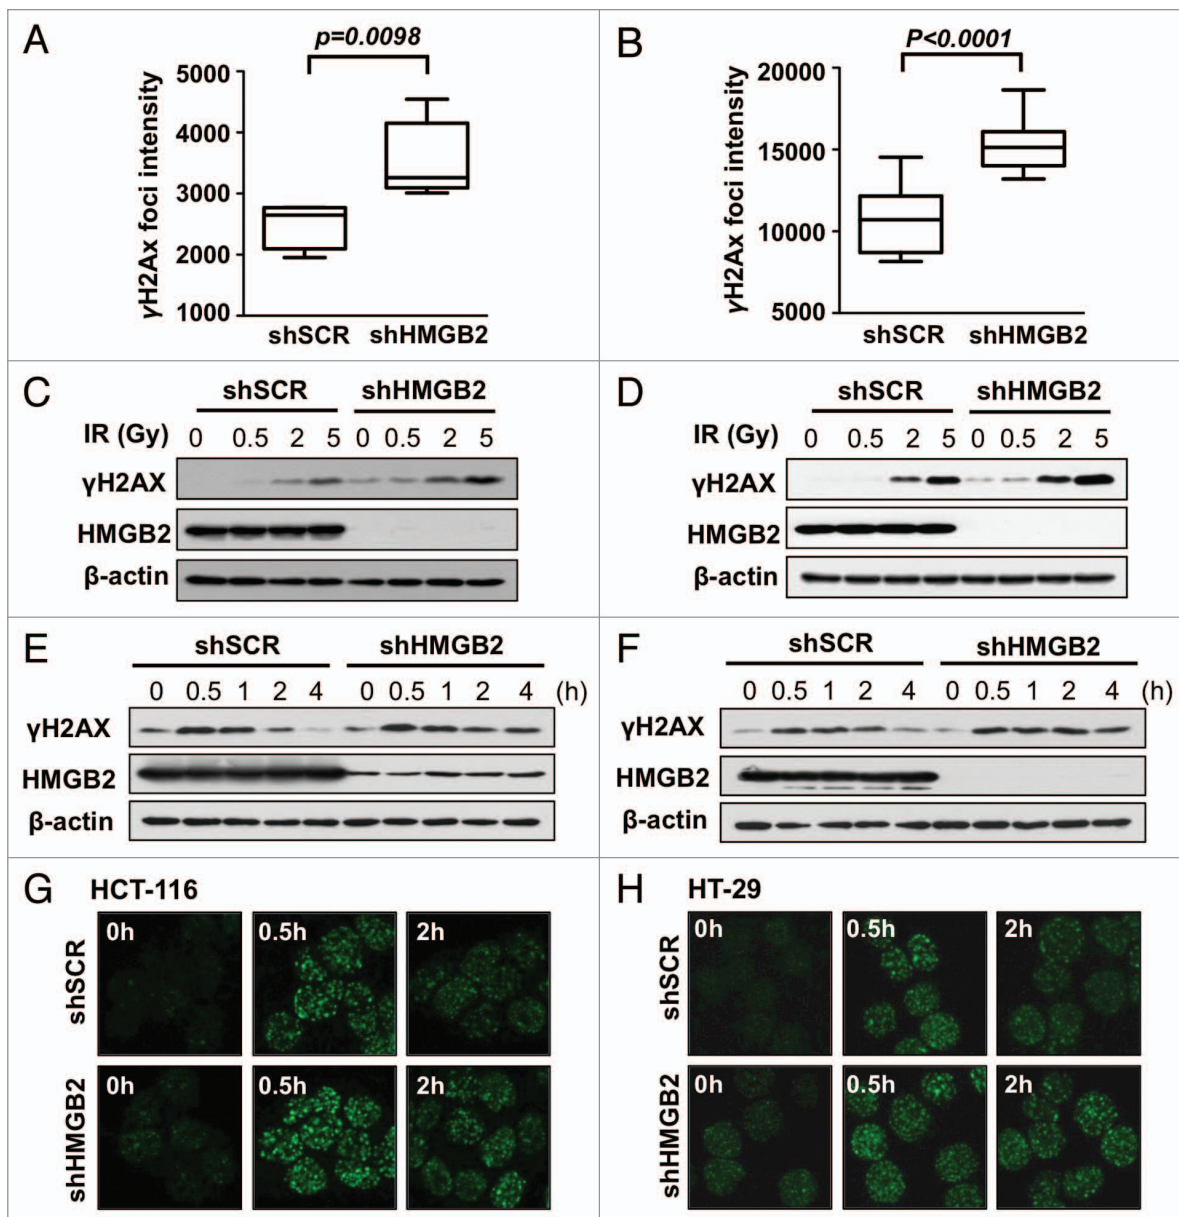 A
p=0.0098
γH2Ax foci intensity
5000
4000
3000
2000
1000
shSCR shHMGB2
B
P<0.0001
γH2Ax foci intensity
20000
15000
10000
5000
shSCR shHMGB2
C
shSCR shHMGB2
IR (Gy) 0 0.5 2 5 0 0.5 2 5
γH2AX
HMGB2
β-actin
D
shSCR shHMGB2
IR (Gy) 0 0.5 2 5 0 0.5 2 5
γH2AX
HMGB2
β-actin
E
shSCR shHMGB2
0 0.5 1 2 4 0 0.5 1 2 4 (h)
γH2AX
HMGB2
β-actin
F
shSCR shHMGB2
0 0.5 1 2 4 0 0.5 1 2 4 (h)
γH2AX
HMGB2
β-actin
G HCT-116
shSCR
0h 0.5h 2h
shHMGB2
0h 0.5h 2h
H HT-29
shSCR
0h 0.5h 2h
shHMGB2
0h 0.5h 2h